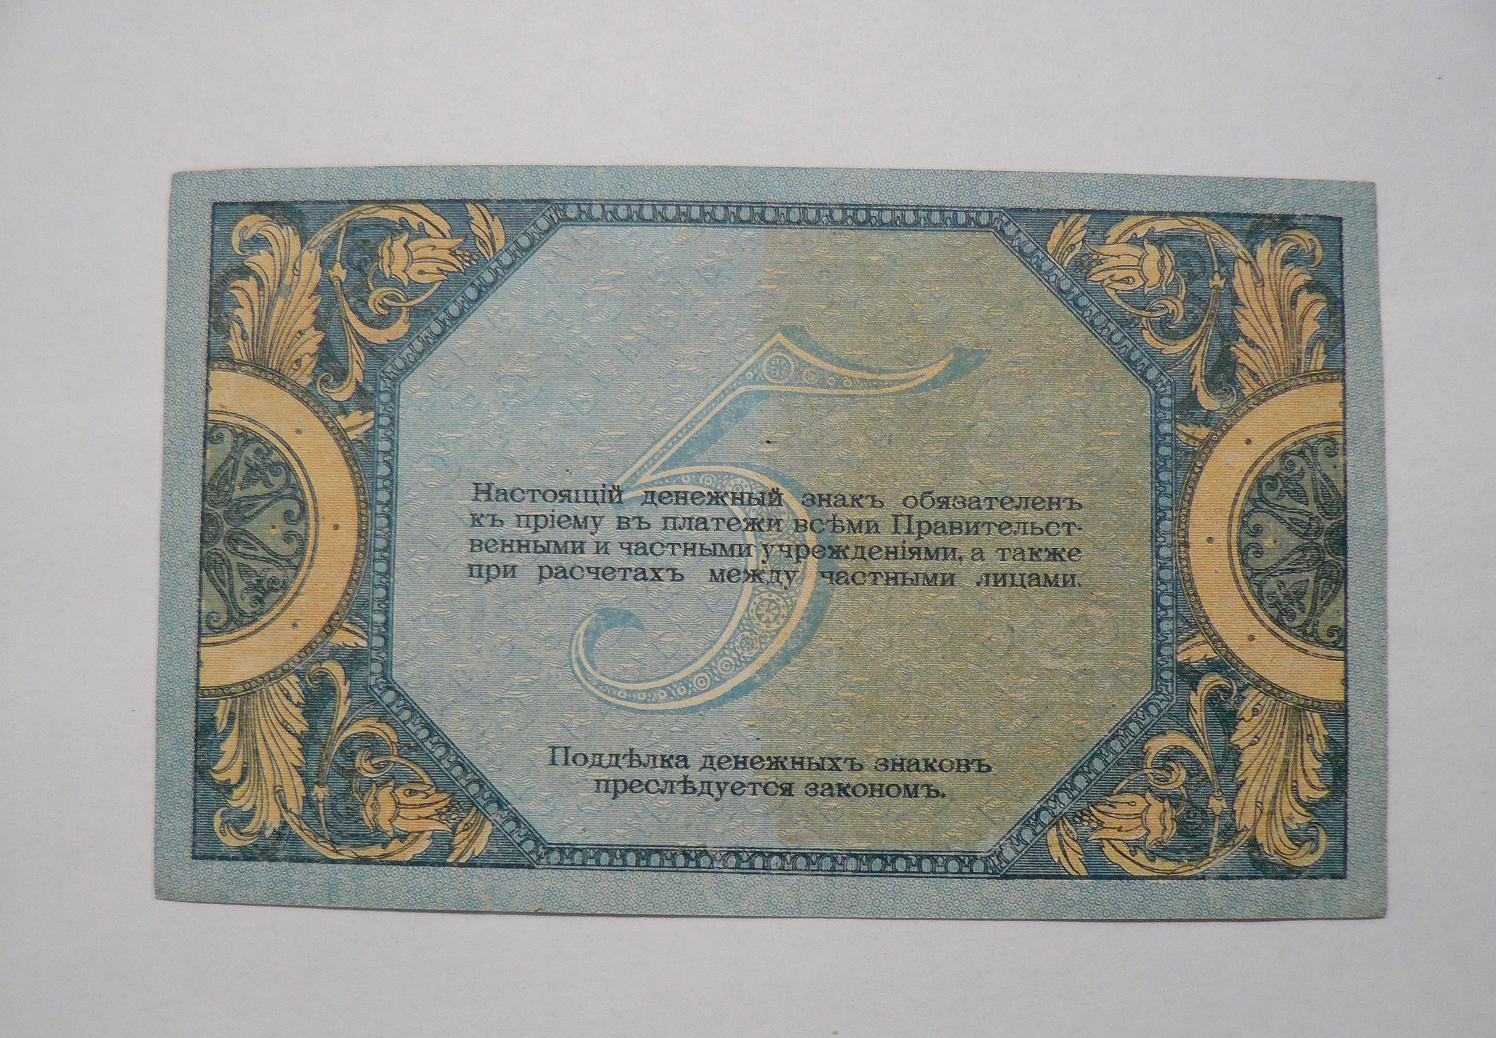 5
Настоящій денежный знакъ обязателенъ
къ пріему въ платежи всѣми Правительст-
венными и частными учрежденіями, а также
при расчетахъ между частными лицами.
Поддѣлка денежныхъ знаковъ
преслѣдуется закономъ.